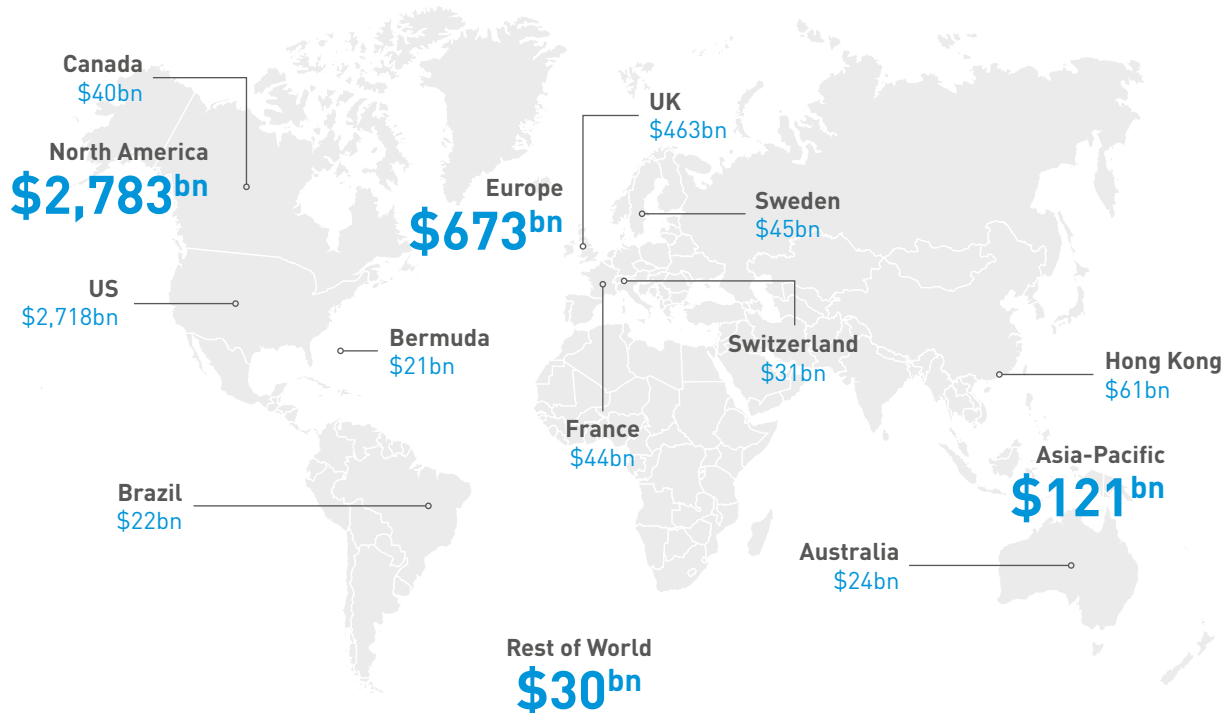 Canada
$40bn
North America
$2,783bn
US
$2,718bn
Bermuda
$21bn
Brazil
$22bn
UK
$463bn
Europe
$673bn
Sweden
$45bn
Switzerland
$31bn
France
$44bn
Hong Kong
$61bn
Asia-Pacific
$121bn
Australia
$24bn
Rest of World
$30bn